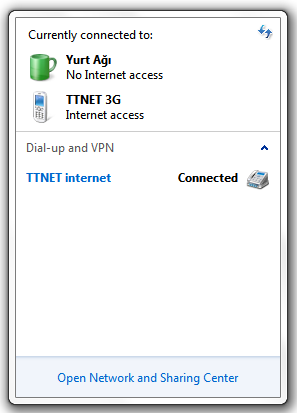 Currently connected to:
Yurt Ağı
No Internet access
TTNET 3G
Internet access
Dial-up and VPN
TTNET internet Connected
Open Network and Sharing Center